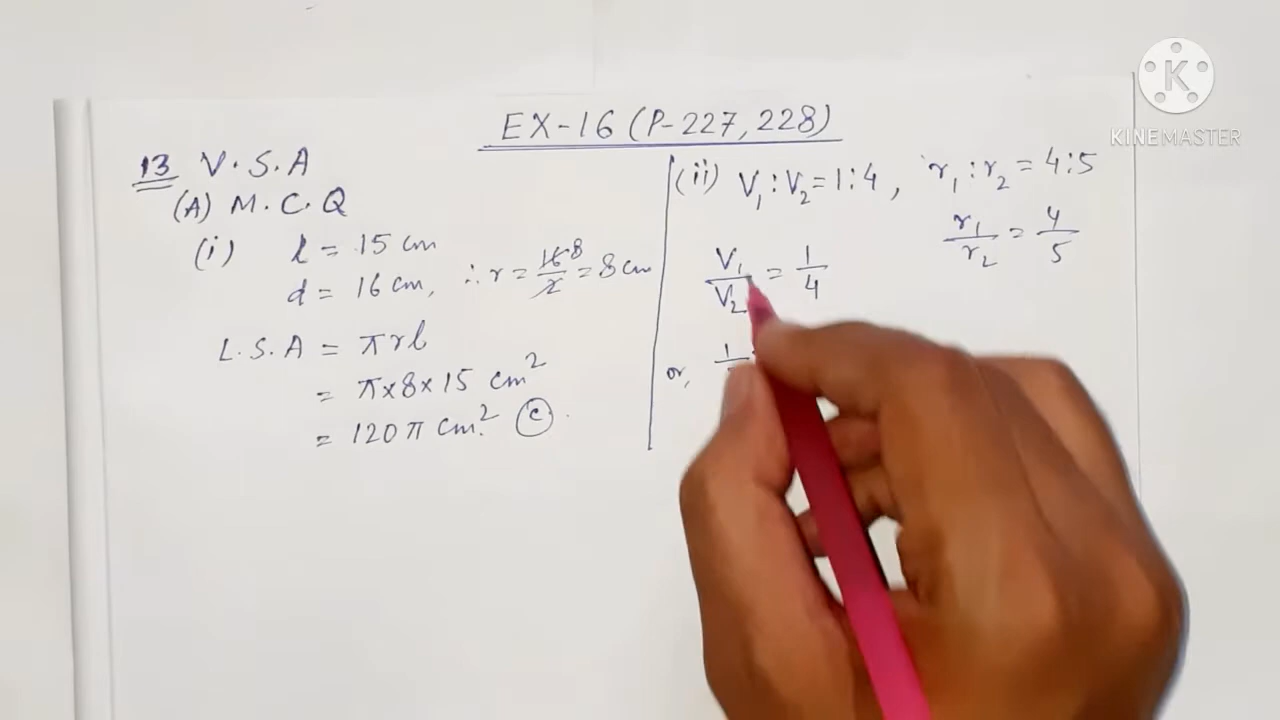 EX-16 (P-227, 228)
13 V.S.A
(A) M.C.Q
(i) l = 15 cm
d = 16 cm, ∴ r = 16 8/2 = 8 cm
L.S.A = πrl
= π×8×15 cm²
= 120π cm². (c)
(ii) V₁:V₂ = 1:4, r₁:r₂ = 4:5
r₁/r₂ = 4/5
V₁/V₂ = 1/4
or, 1
K
KINEMASTER